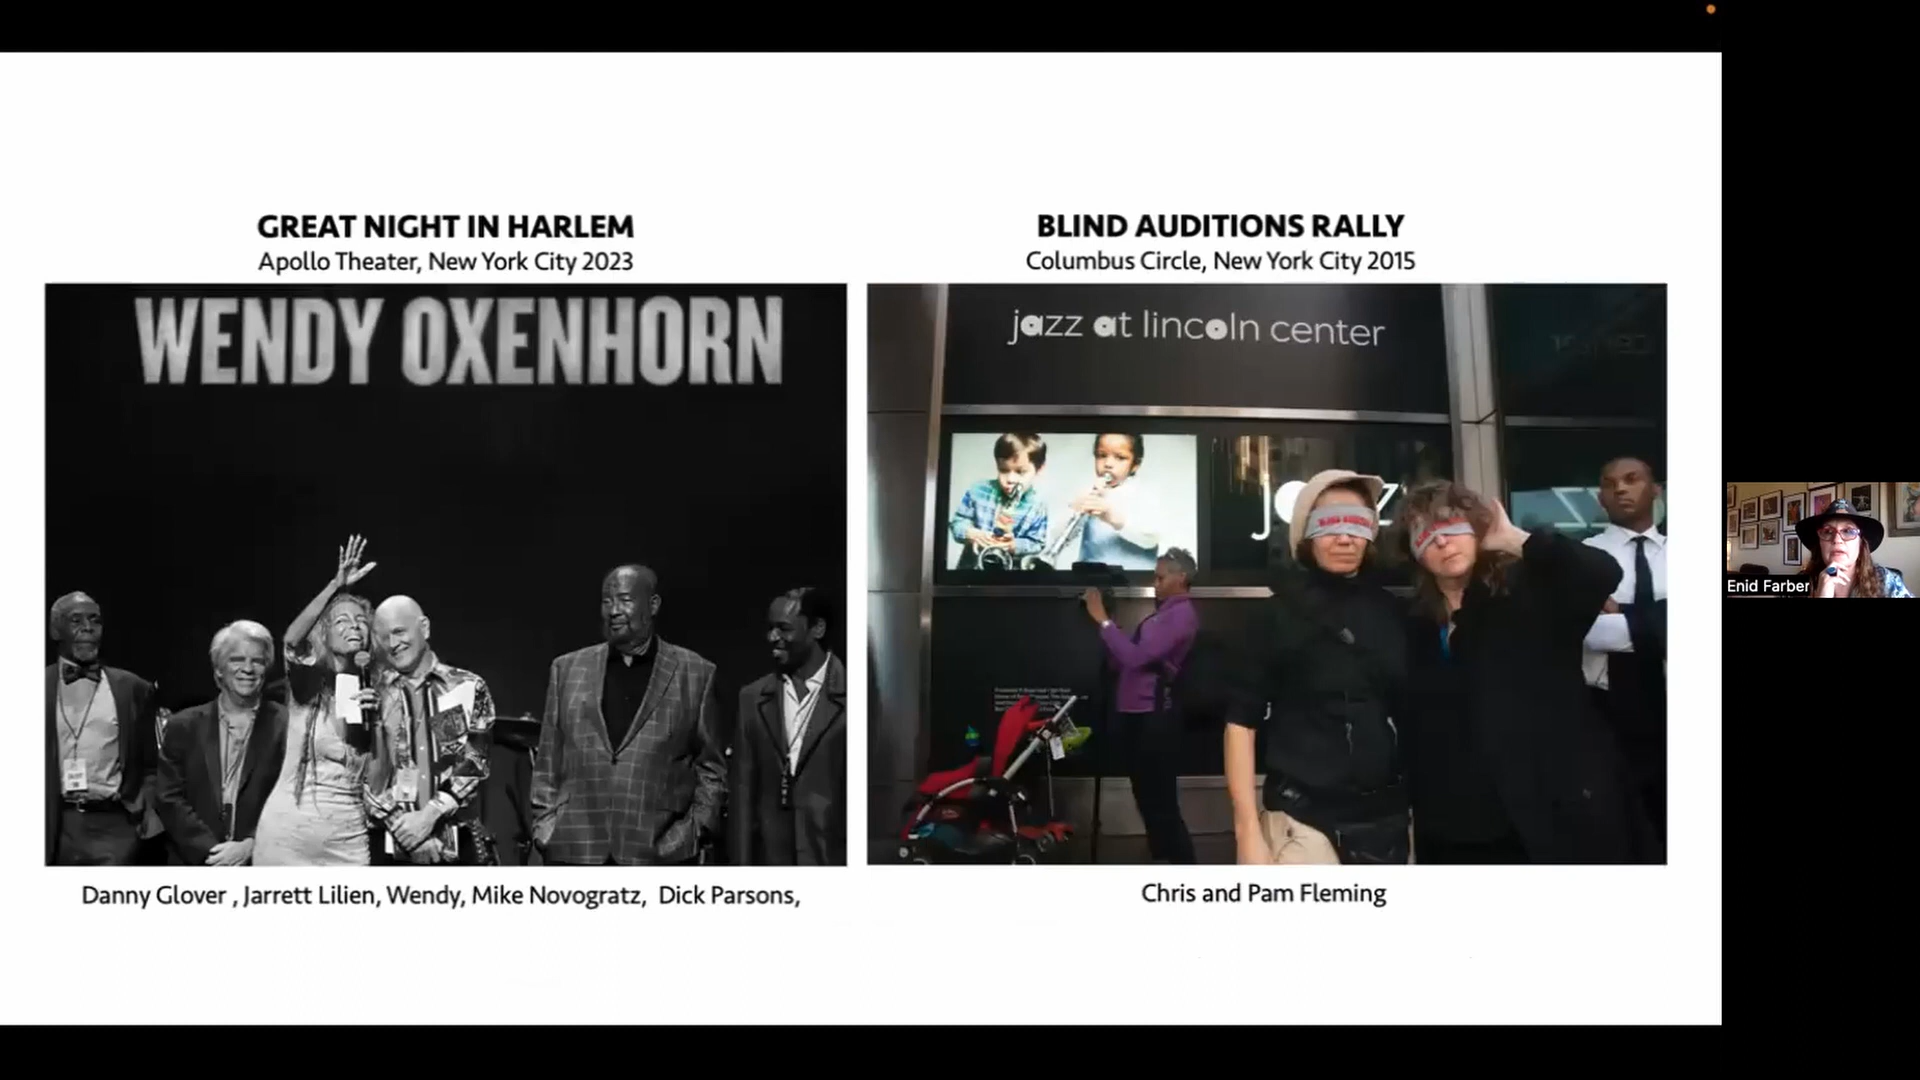 GREAT NIGHT IN HARLEM
Apollo Theater, New York City 2023
WENDY OXENHORN
Danny Glover , Jarrett Lilien, Wendy, Mike Novogratz,  Dick Parsons,
BLIND AUDITIONS RALLY
Columbus Circle, New York City 2015
jazz at lincoln center
Chris and Pam Fleming
Enid Farber